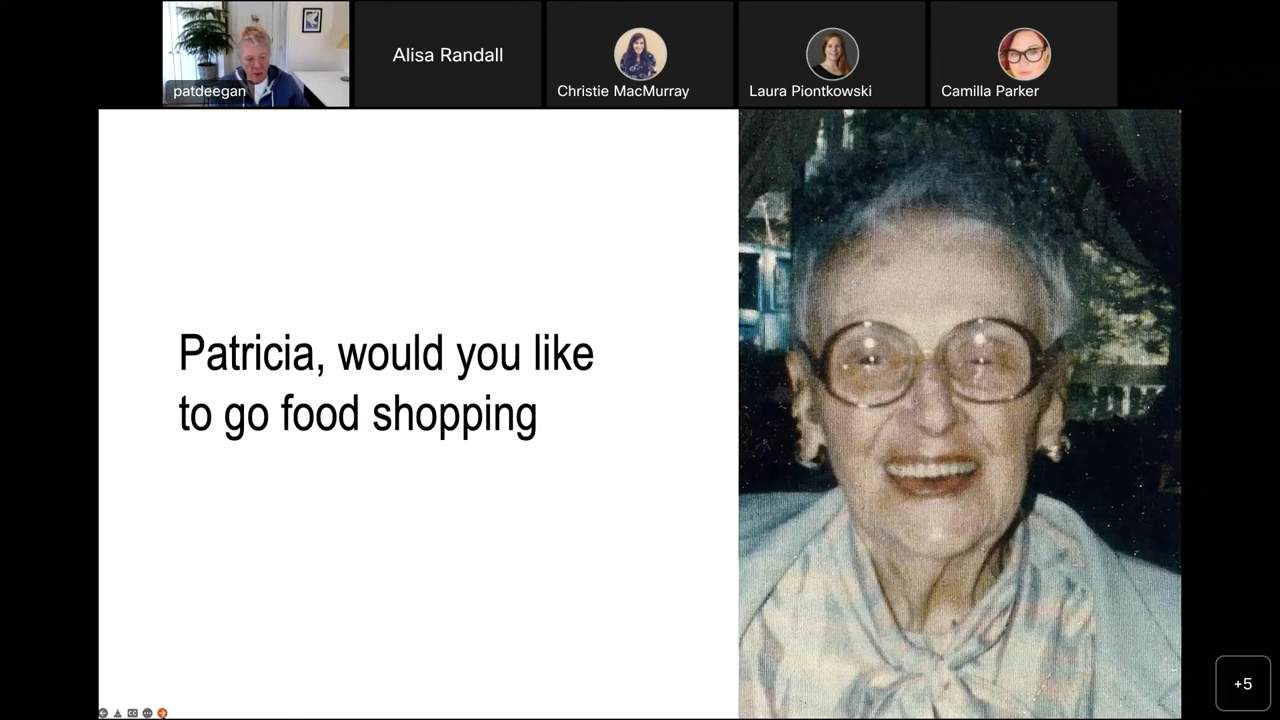 patdeegan
Alisa Randall
Christie MacMurray
Laura Piontkowski
Camilla Parker
Patricia, would you like
to go food shopping
+5